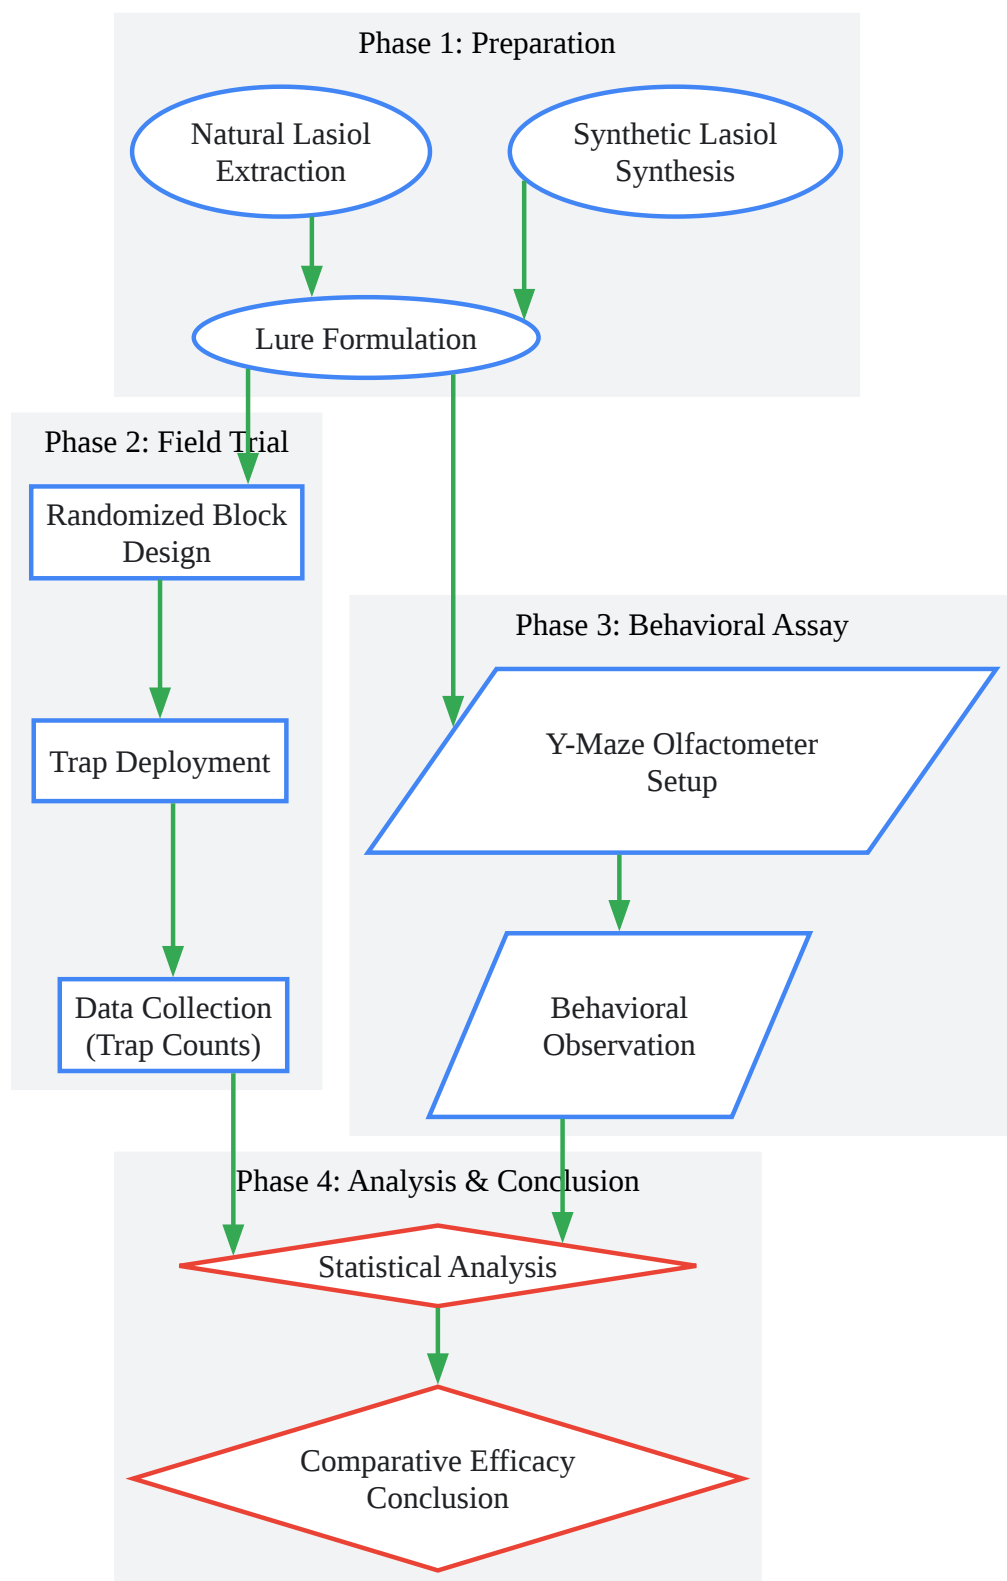 Phase 1: Preparation
Natural Lasiol
Extraction
Synthetic Lasiol
Synthesis
Lure Formulation
Phase 2: Field Trial
Randomized Block
Design
Trap Deployment
Data Collection
(Trap Counts)
Phase 3: Behavioral Assay
Y-Maze Olfactometer
Setup
Behavioral
Observation
Phase 4: Analysis & Conclusion
Statistical Analysis
Comparative Efficacy
Conclusion